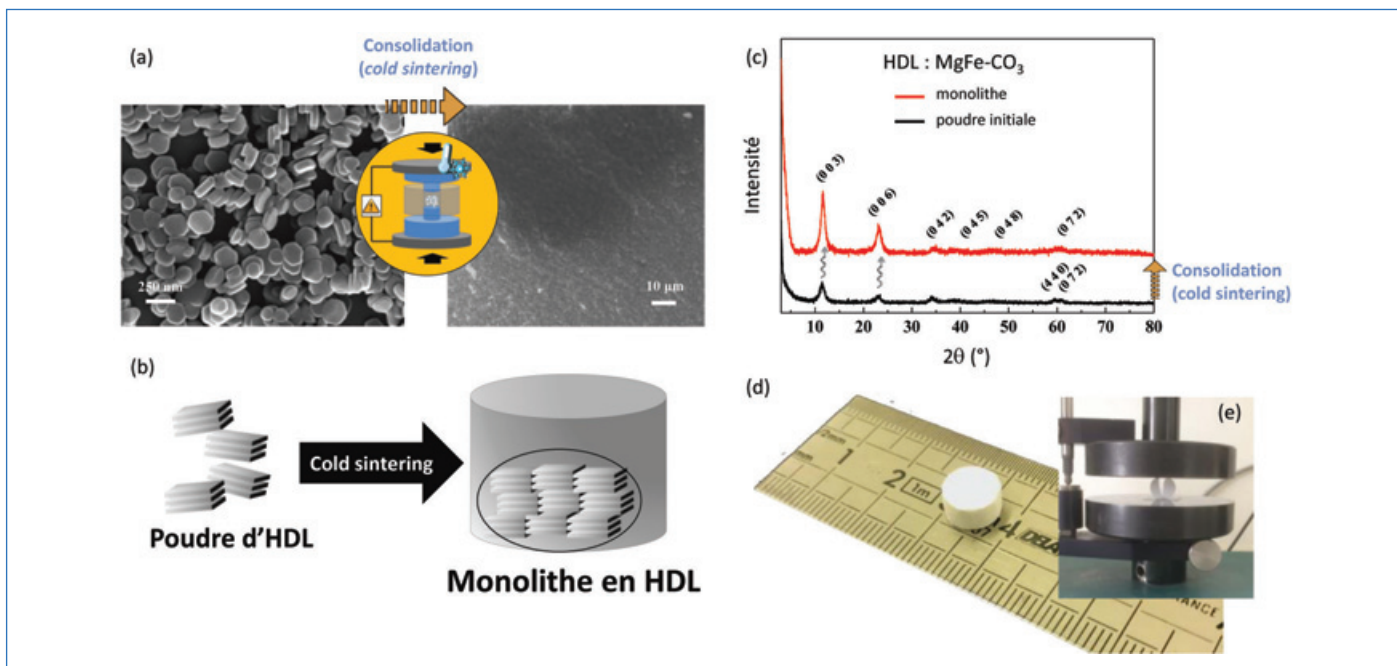 (a)
Consolidation
(cold sintering)
250 nm
10 µm
(b)
Cold sintering
Poudre d’HDL
Monolithe en HDL
(c)
HDL : MgFe-CO₃
monolithe
poudre initiale
Intensité
(0 0 3)
(0 0 6)
(0 4 2)
(0 4 5)
(0 4 8)
(0 7 2)
(4 4 0)
(0 7 2)
Consolidation
(cold sintering)
10 20 30 40 50 60 70 80
2θ (°)
(d)
1 2 1m 4
(e)